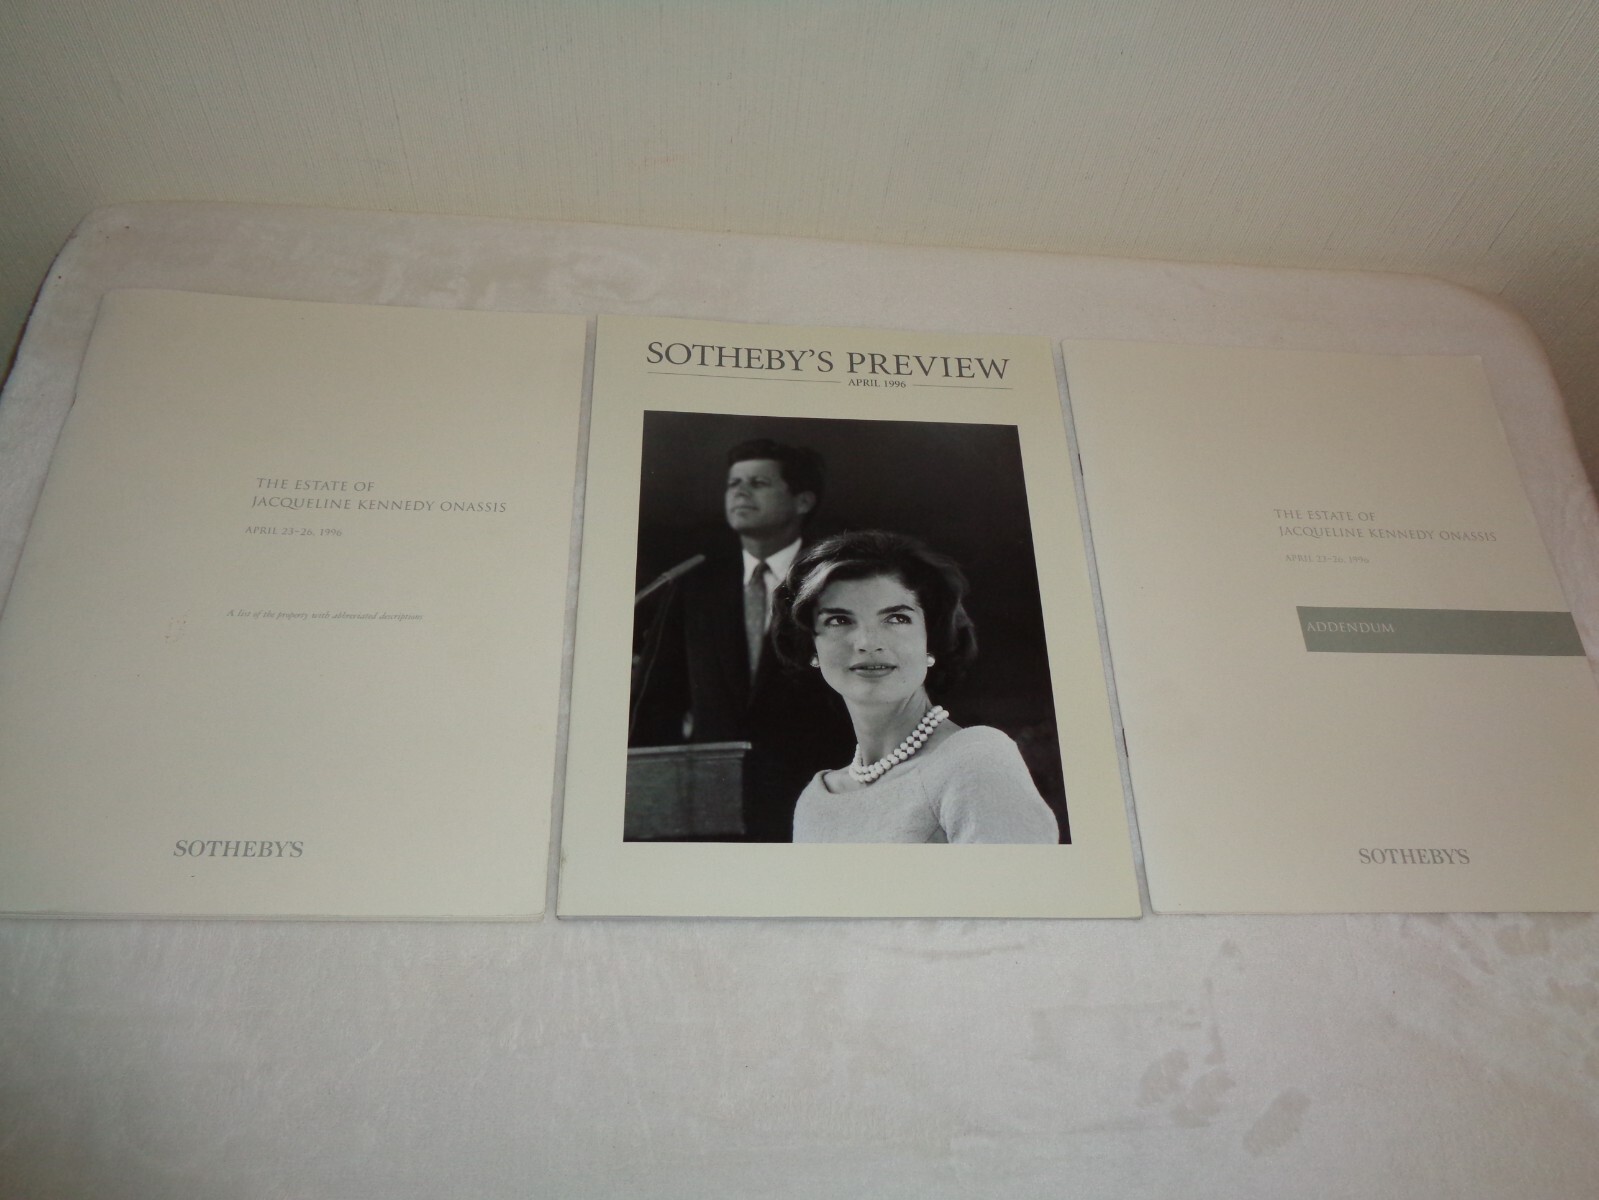 THE ESTATE OF
JACQUELINE KENNEDY ONASSIS
APRIL 23-26, 1996
A list of the property with abbreviated descriptions
SOTHEBY'S
SOTHEBY'S PREVIEW
APRIL 1996
THE ESTATE OF
JACQUELINE KENNEDY ONASSIS
APRIL 23-26, 1996
ADDENDUM
SOTHEBY'S